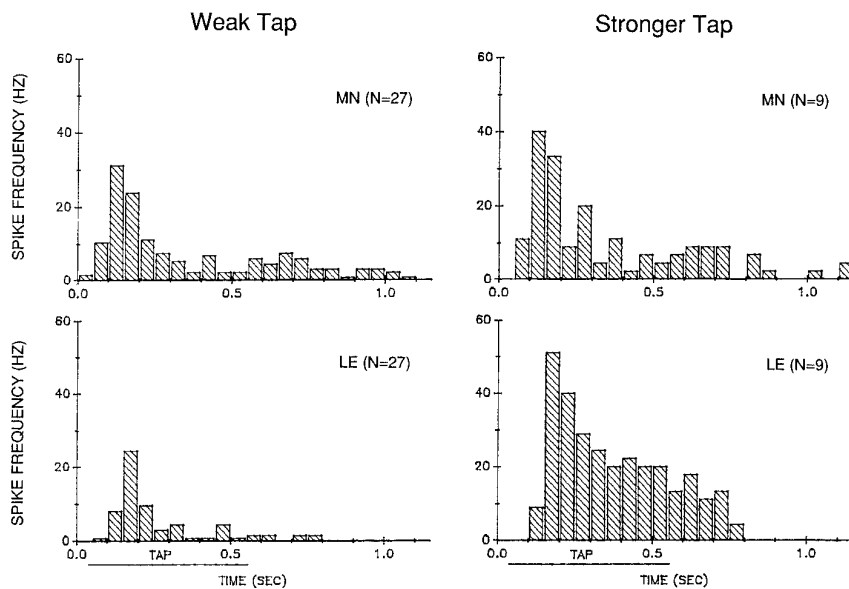 Weak Tap
Stronger Tap
SPIKE FREQUENCY (HZ)
60
40
20
0
MN (N=27)
0.0
0.5
1.0
60
40
20
0
MN (N=9)
0.0
0.5
1.0
SPIKE FREQUENCY (HZ)
60
40
20
0
LE (N=27)
0.0
0.5
1.0
TAP
TIME (SEC)
60
40
20
0
LE (N=9)
0.0
0.5
1.0
TAP
TIME (SEC)